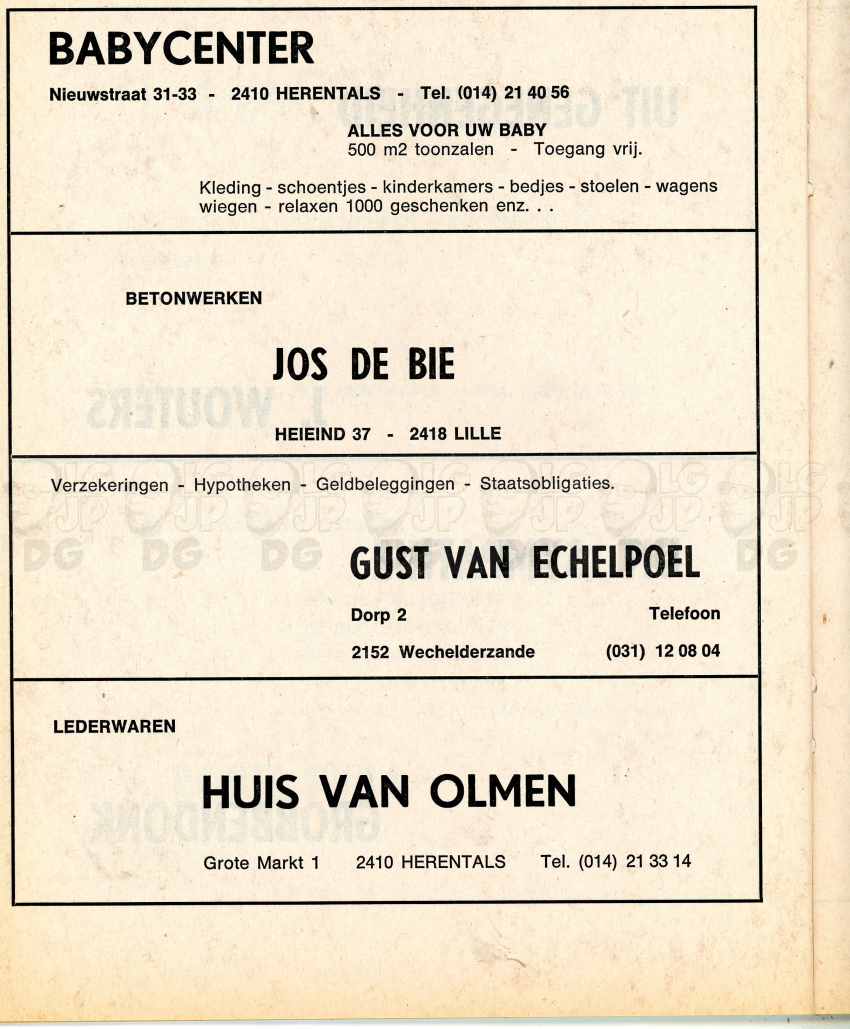 BABYCENTER
Nieuwstraat 31-33 - 2410 HERENTALS - Tel. (014) 21 40 56
ALLES VOOR UW BABY
500 m2 toonzalen - Toegang vrij.
Kleding - schoentjes - kinderkamers - bedjes - stoelen - wagens
wiegen - relaxen 1000 geschenken enz. . .
BETONWERKEN
JOS DE BIE
HEIEIND 37 - 2418 LILLE
Verzekeringen - Hypotheken - Geldbeleggingen - Staatsobligaties.
GUST VAN ECHELPOEL
Dorp 2 Telefoon
2152 Wechelderzande (031) 12 08 04
LEDERWAREN
HUIS VAN OLMEN
Grote Markt 1 2410 HERENTALS Tel. (014) 21 33 14